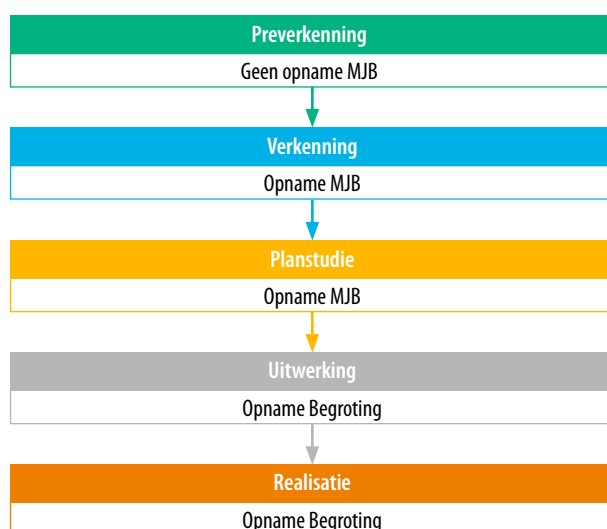 Preverkenning
Geen opname MJB
Verkenning
Opname MJB
Planstudie
Opname MJB
Uitwerking
Opname Begroting
Realisatie
Opname Begroting